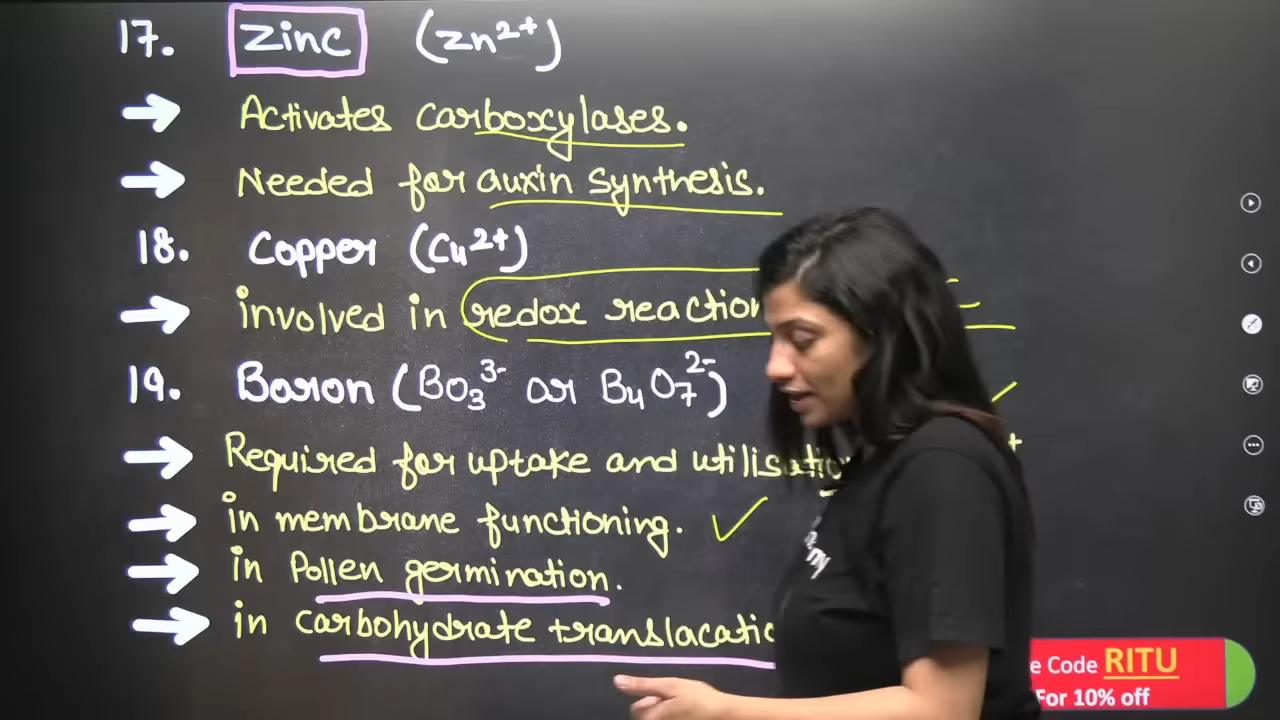 17. Zinc (Zn²⁺)
→ Activates carboxylases.
→ Needed for auxin synthesis.
18. Copper (Cu²⁺)
→ involved in redox reaction
19. Boron (BO₃³⁻ or B₄O₇²⁻)
→ Required for uptake and utilisatio
→ in membrane functioning. ✓
→ in Pollen germination.
→ in carbohydrate translacatio
e Code RITU
For 10% off